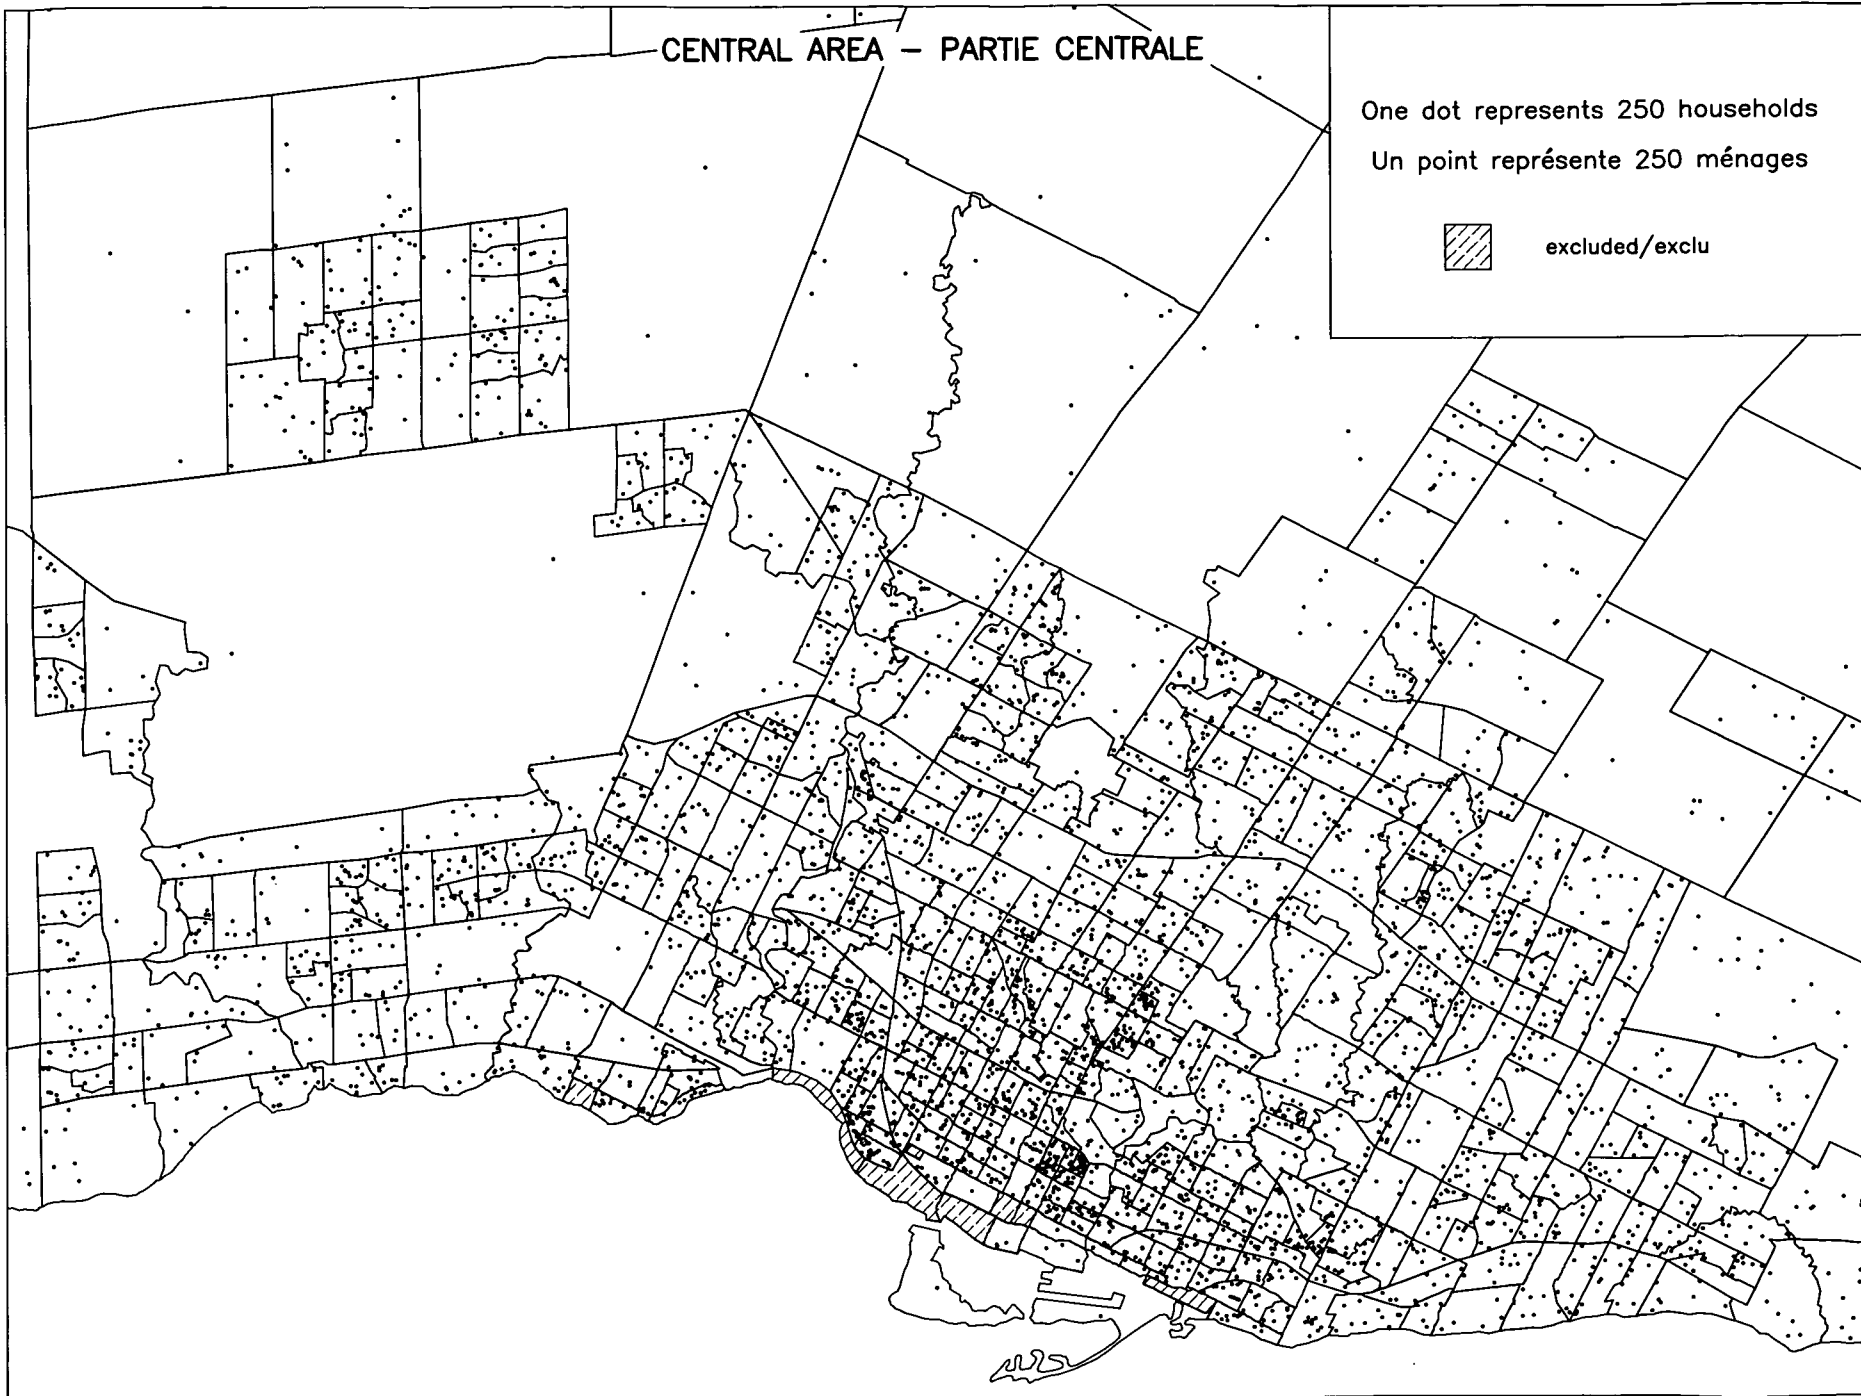 CENTRAL AREA – PARTIE CENTRALE
One dot represents 250 households
Un point représente 250 ménages
excluded/exclu